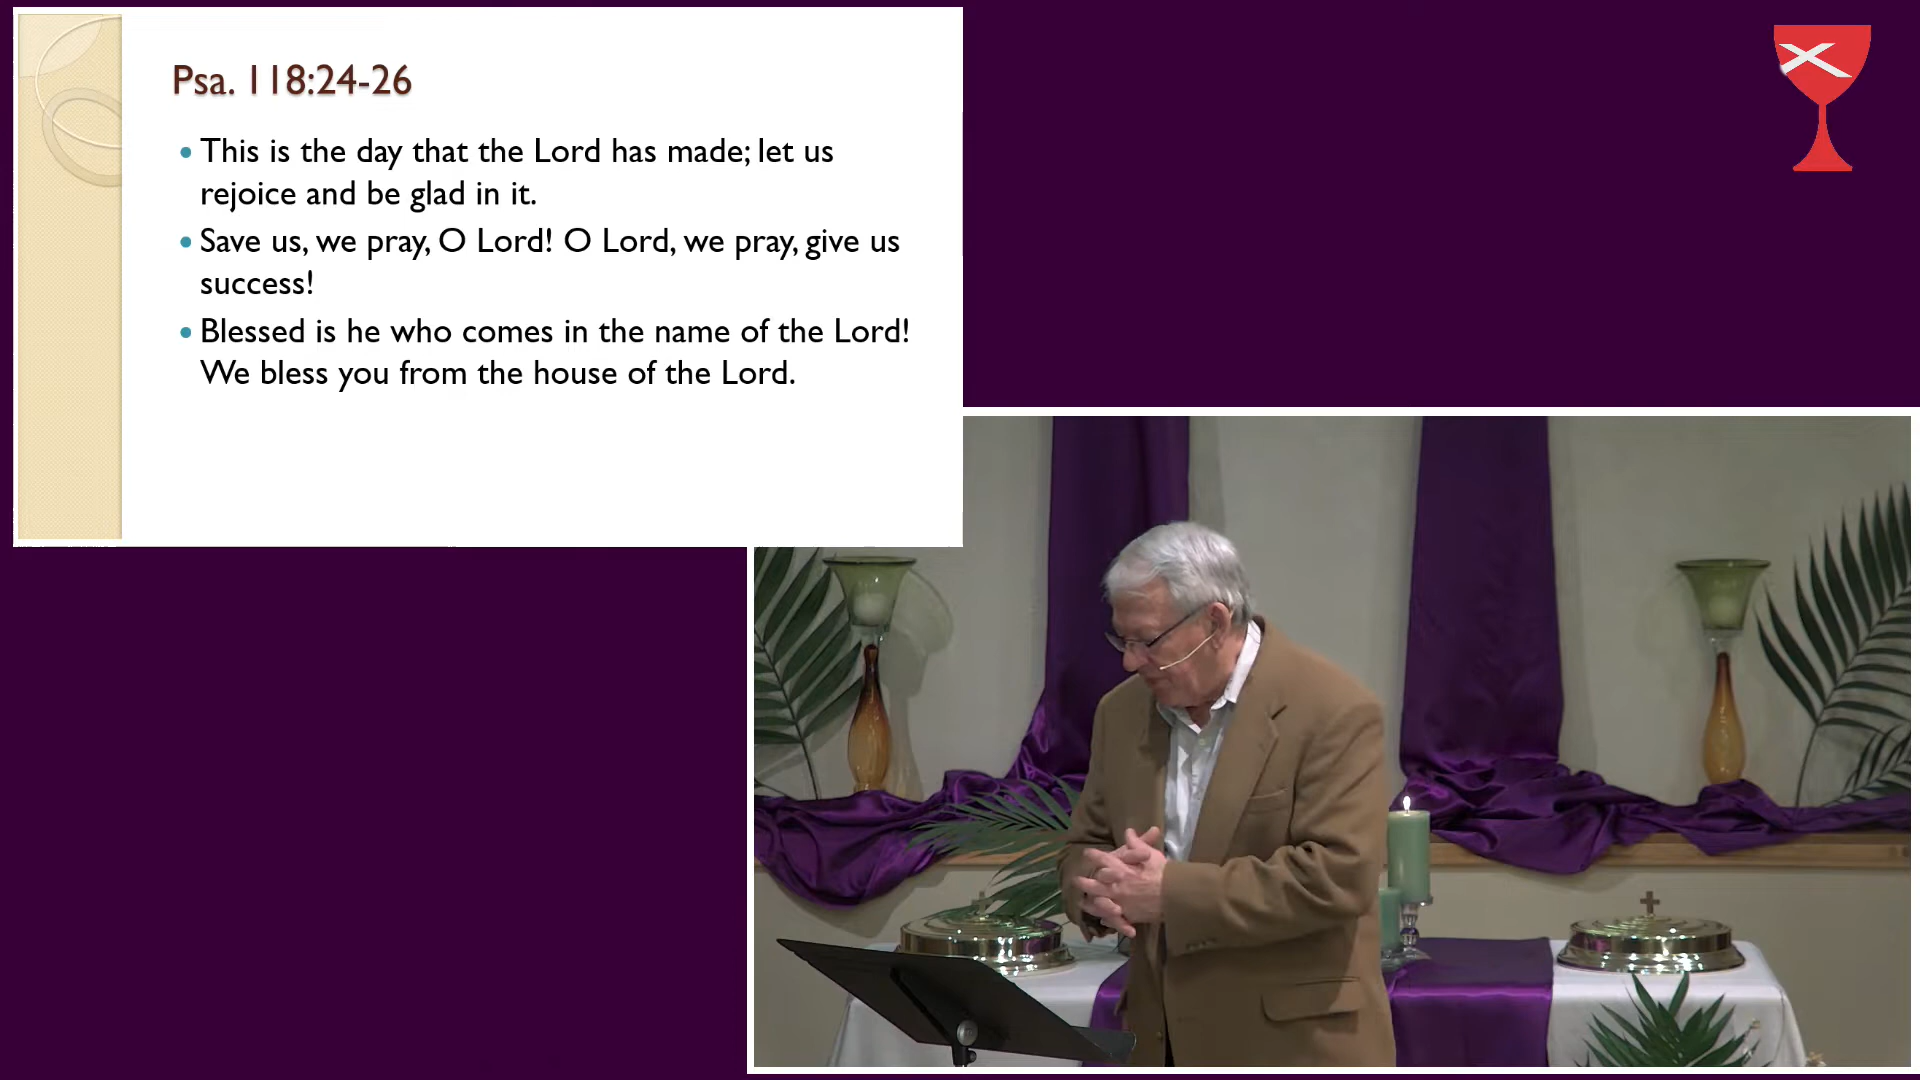 Psa. 118:24-26
• This is the day that the Lord has made; let us
rejoice and be glad in it.
• Save us, we pray, O Lord! O Lord, we pray, give us
success!
• Blessed is he who comes in the name of the Lord!
We bless you from the house of the Lord.